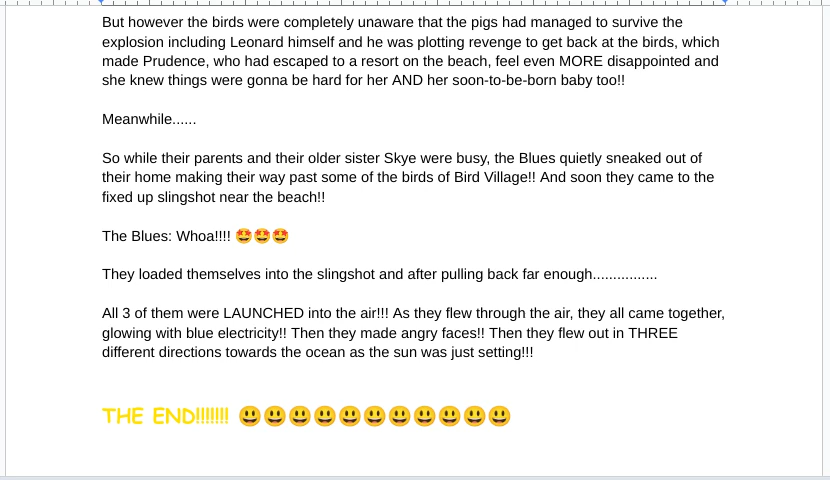 But however the birds were completely unaware that the pigs had managed to survive the
explosion including Leonard himself and he was plotting revenge to get back at the birds, which
made Prudence, who had escaped to a resort on the beach, feel even MORE disappointed and
she knew things were gonna be hard for her AND her soon-to-be-born baby too!!
Meanwhile......
So while their parents and their older sister Skye were busy, the Blues quietly sneaked out of
their home making their way past some of the birds of Bird Village!! And soon they came to the
fixed up slingshot near the beach!!
The Blues: Whoa!!!! 🤩🤩🤩
They loaded themselves into the slingshot and after pulling back far enough................
All 3 of them were LAUNCHED into the air!!! As they flew through the air, they all came together,
glowing with blue electricity!! Then they made angry faces!! Then they flew out in THREE
different directions towards the ocean as the sun was just setting!!!
THE END!!!!!!! 😃😃😃😃😃😃😃😃😃😃😃